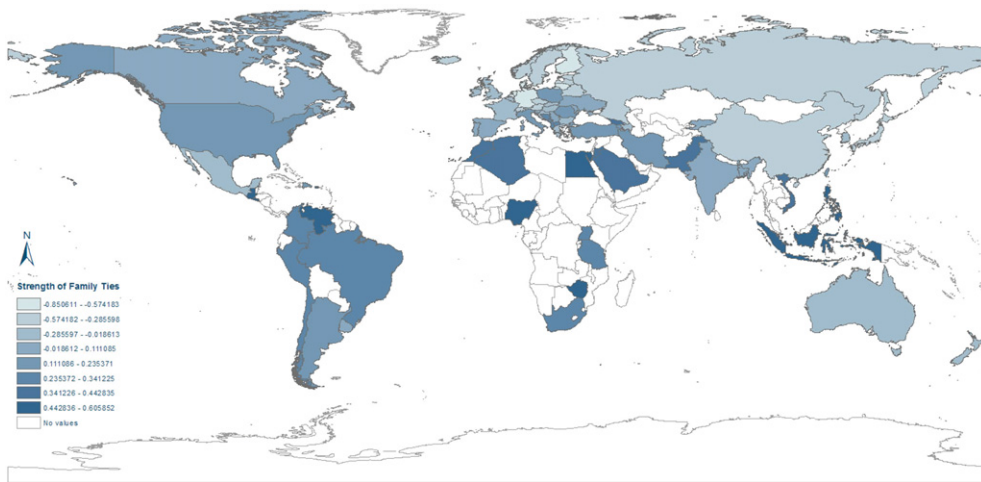 N
Strength of Family Ties
-0.850611 - -0.574183
-0.574182 - -0.285598
-0.285597 - -0.018613
-0.018612 - 0.111085
0.111086 - 0.235371
0.235372 - 0.341225
0.341226 - 0.442835
0.442836 - 0.605852
No values